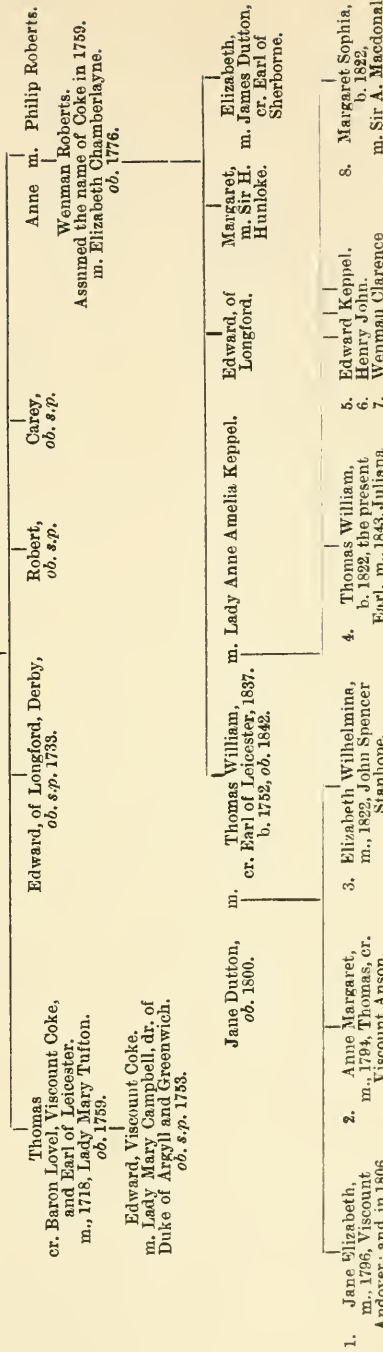 Thomas
cr. Baron Lovel, Viscount Coke,
and Earl of Leicester.
m., 1718, Lady Mary Tufton.
ob. 1759.
Edward, of Longford, Derby,
ob. s.p. 1733.
Robert,
ob. s.p.
Carey,
ob. s.p.
Anne m. Philip Roberts.
Wenman Roberts.
Assumed the name of Coke in 1759.
m. Elizabeth Chamberlayne.
ob. 1776.
Edward, Viscount Coke.
m. Lady Mary Campbell, dr. of
Duke of Argyll and Greenwich.
ob. s.p. 1753.
Jane Dutton, m.
ob. 1800.
Thomas William, m. Lady Anne Amelia Keppel.
cr. Earl of Leicester, 1837.
b. 1752, ob. 1842.
Edward, of
Longford.
Margaret,
m. Sir H.
Hunloke.
Elizabeth,
m. James Dutton,
cr. Earl of
Sherborne.
1. Jane Elizabeth,
m., 1796, Viscount
Andover; and in 1806
2. Anne Margaret,
m., 1794, Thomas, cr.
Viscount Anson
3. Elizabeth Wilhelmina,
m., 1822, John Spencer
Stanhope.
4. Thomas William,
b. 1822, the present
Earl, m., 1843, Juliana
5. Edward Keppel.
6. Henry John.
7. Wenman Clarence
8. Margaret Sophia,
b. 1822,
m. Sir A. Macdonal